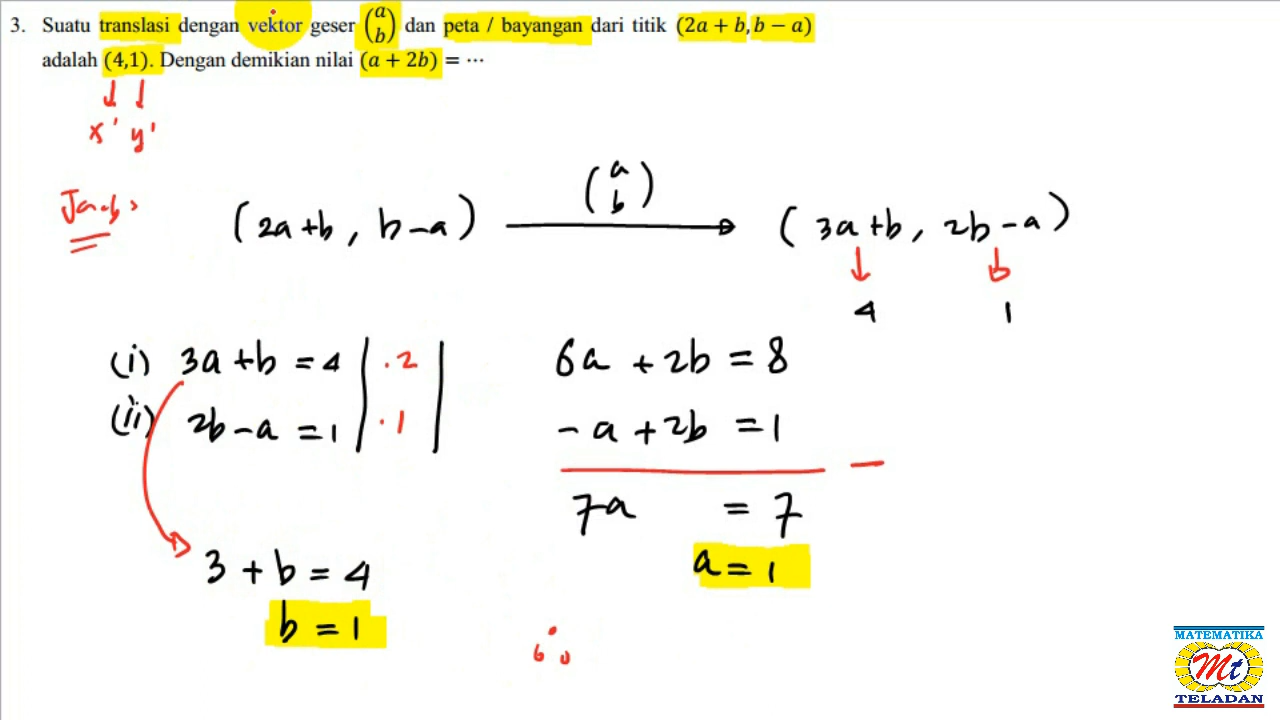 3. Suatu translasi dengan vektor geser (a b) dan peta / bayangan dari titik (2a + b, b − a)
adalah (4,1). Dengan demikian nilai (a + 2b) = ⋯
x' y'
Jawab:
(a b)
(2a+b, b-a) → (3a+b, 2b-a)
4 1
(i) 3a+b = 4 | . 2 | 6a + 2b = 8
(ii) 2b-a = 1 | . 1 | -a + 2b = 1
7a = 7
a = 1
3 + b = 4
b = 1
MATEMATIKA
Mt
TELADAN